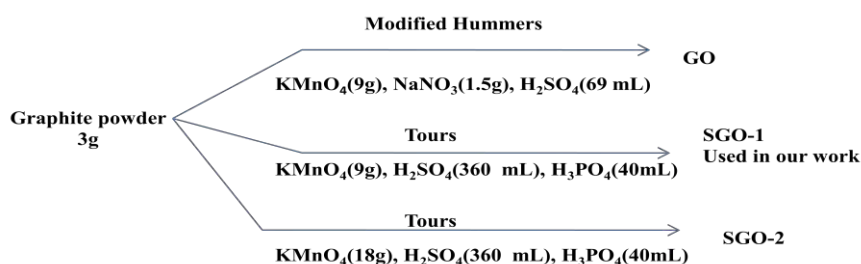 Modified Hummers
GO
KMnO₄(9g), NaNO₃(1.5g), H₂SO₄(69 mL)
Graphite powder
3g
Tours
SGO-1
Used in our work
KMnO₄(9g), H₂SO₄(360 mL), H₃PO₄(40mL)
Tours
SGO-2
KMnO₄(18g), H₂SO₄(360 mL), H₃PO₄(40mL)